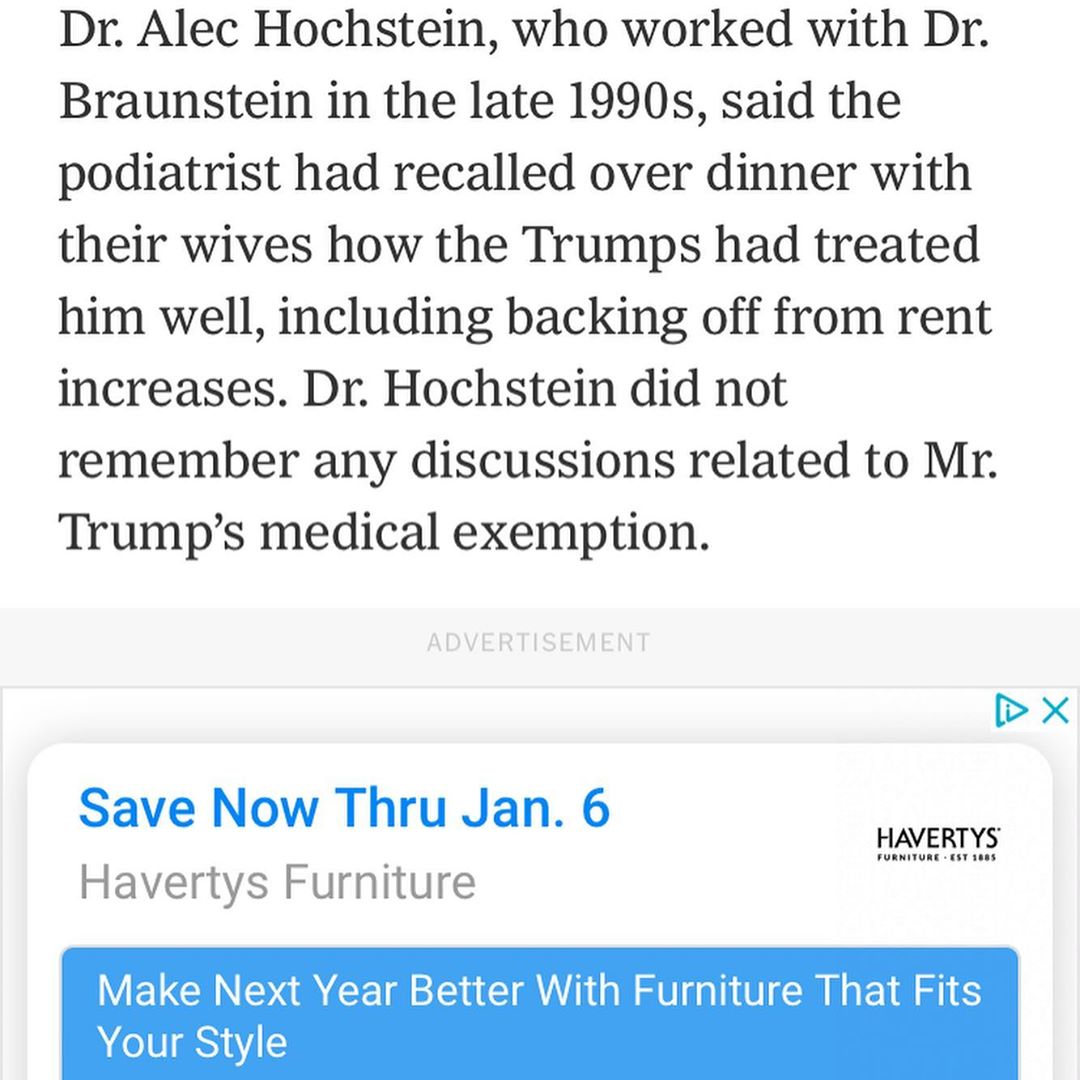 Dr. Alec Hochstein, who worked with Dr.
Braunstein in the late 1990s, said the
podiatrist had recalled over dinner with
their wives how the Trumps had treated
him well, including backing off from rent
increases. Dr. Hochstein did not
remember any discussions related to Mr.
Trump’s medical exemption.
ADVERTISEMENT
Save Now Thru Jan. 6
Havertys Furniture
HAVERTYS
FURNITURE · EST 1885
Make Next Year Better With Furniture That Fits
Your Style